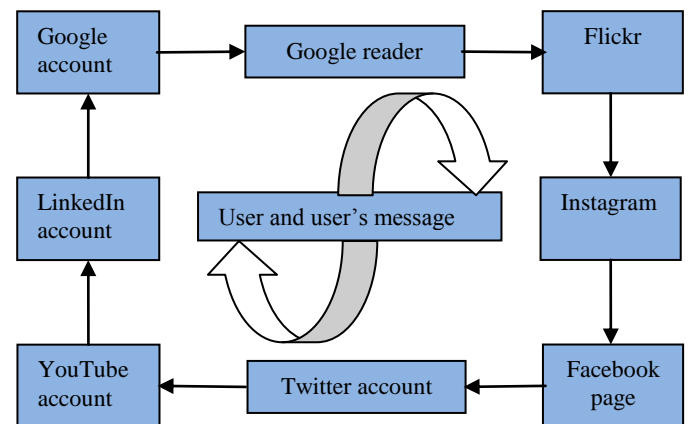 Google
account
Google reader
Flickr
LinkedIn
account
User and user’s message
Instagram
YouTube
account
Twitter account
Facebook
page